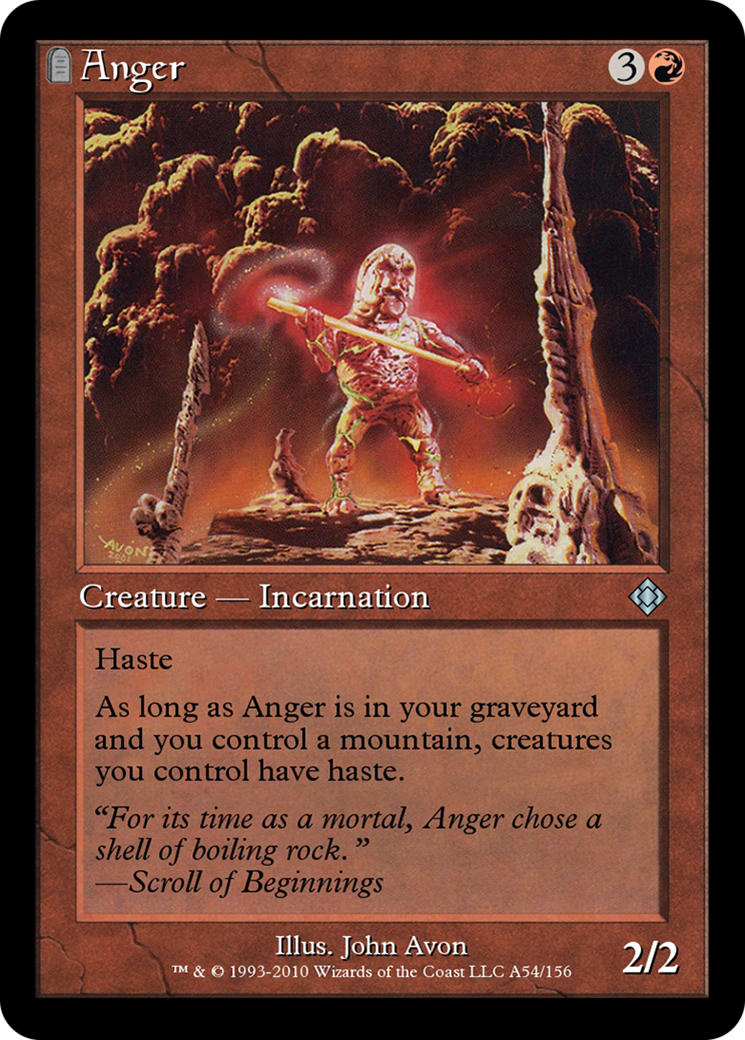 Anger
3
AVON
2001
Creature — Incarnation
Haste
As long as Anger is in your graveyard
and you control a mountain, creatures
you control have haste.
“For its time as a mortal, Anger chose a
shell of boiling rock.”
—Scroll of Beginnings
Illus. John Avon
™ & © 1993-2010 Wizards of the Coast LLC A54/156
2/2